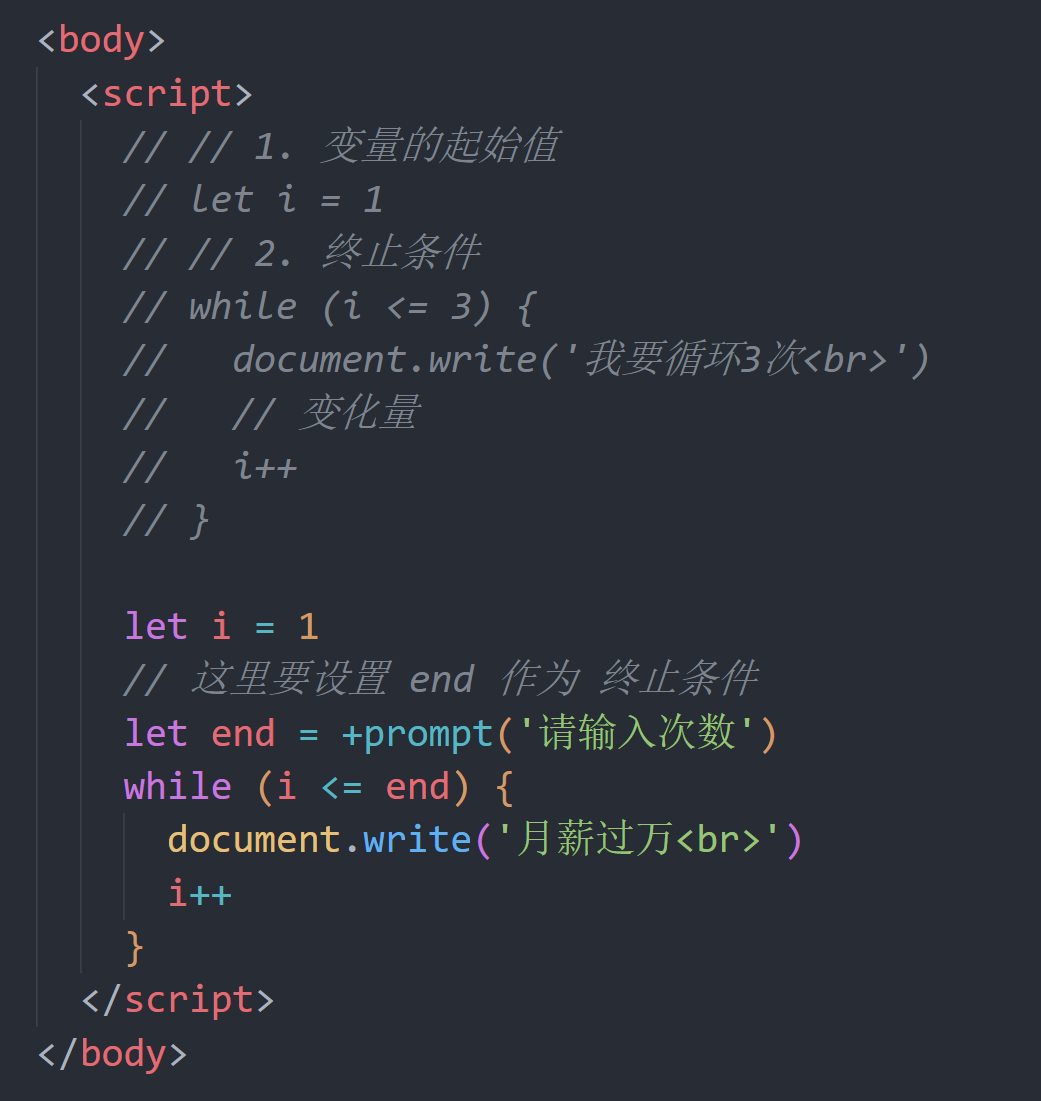 <body>
<script>
// // 1. 变量的起始值
// let i = 1
// // 2. 终止条件
// while (i <= 3) {
//   document.write('我要循环3次<br>')
//   // 变化量
//   i++
// }
let i = 1
// 这里要设置 end 作为 终止条件
let end = +prompt('请输入次数')
while (i <= end) {
document.write('月薪过万<br>')
i++
}
</script>
</body>